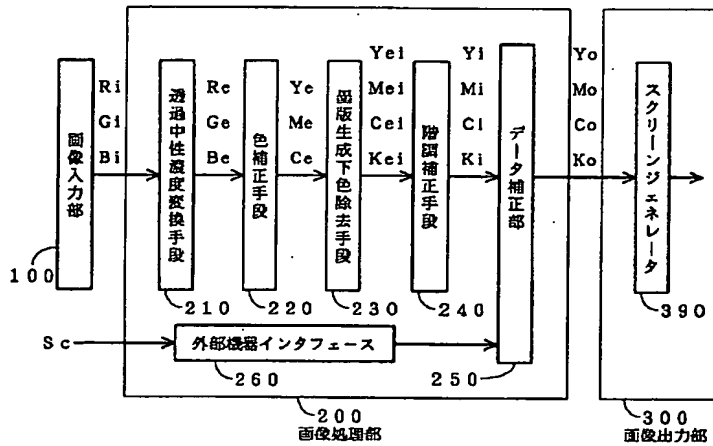 Yei Yi Yo
Ri Re Ye Mei Mi Mo
Gi Ge Me Cei Ci Co
Bi Be Ce Kei Ki Ko
画像入力部
透過中性濃度変換手段
色補正手段
墨版生成下色除去手段
階調補正手段
データ補正部
スクリーンジェネレータ
100
210 220 230 240 390
Sc
外部機器インタフェース
260 250
200 300
画像処理部 画像出力部